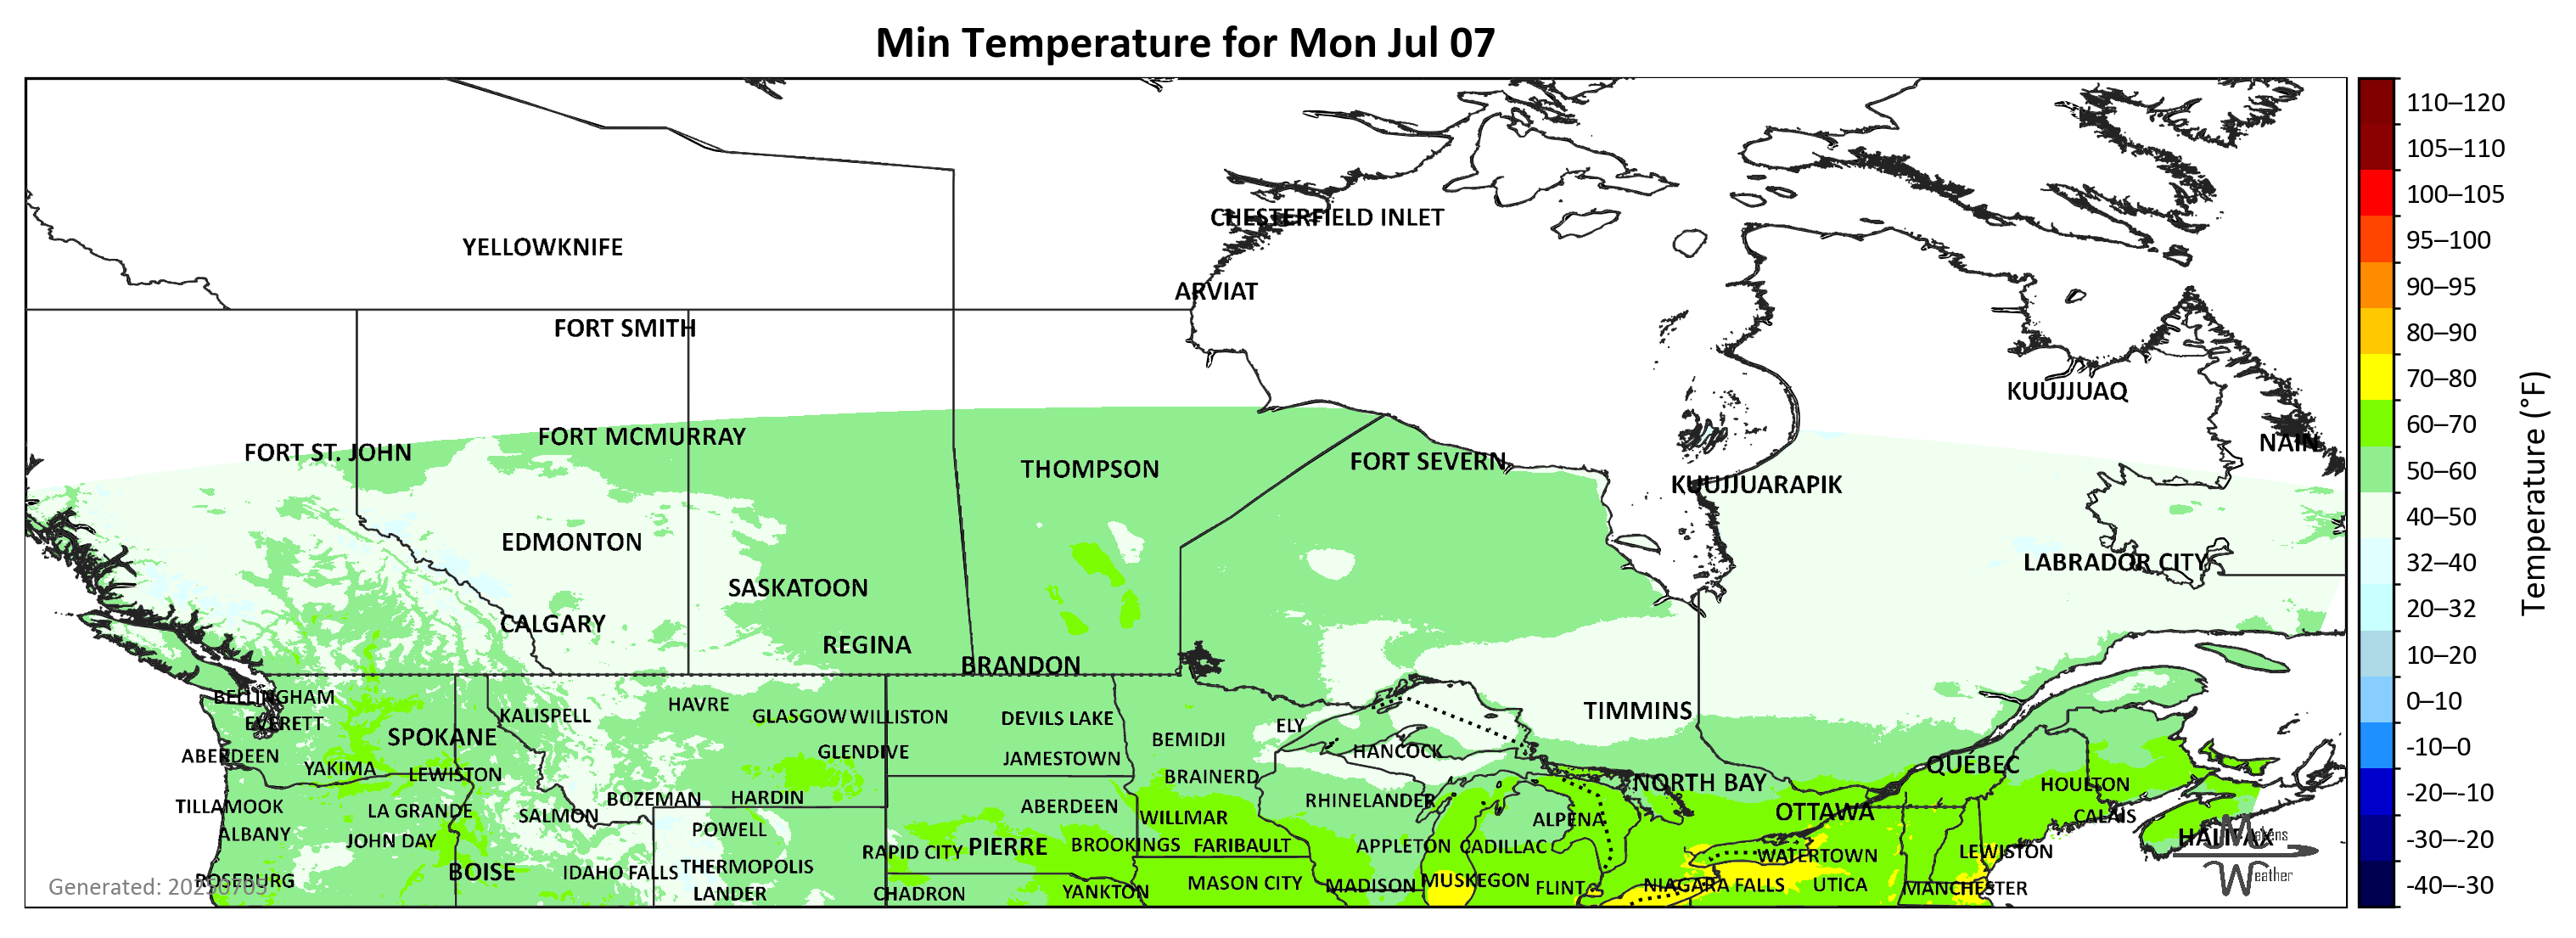 Min Temperature for Mon Jul 07
110–120
105–110
100–105
95–100
90–95
80–90
70–80
60–70
50–60
40–50
32–40
20–32
10–20
0–10
-10–0
-20–-10
-30–-20
-40–-30
Temperature (°F)
CHESTERFIELD INLET
YELLOWKNIFE
ARVIAT
FORT SMITH
KUUJJUAQ
FORT MCMURRAY
NAIN
FORT ST. JOHN
FORT SEVERN
THOMPSON
KUUJJUARAPIK
EDMONTON
LABRADOR CITY
SASKATOON
CALGARY
REGINA
BRANDON
BELLINGHAM
HAVRE
TIMMINS
KALISPELL
GLASGOW
WILLISTON
DEVILS LAKE
EVERETT
ELY
SPOKANE
BEMIDJI
HANCOCK
GLENDIVE
ABERDEEN
JAMESTOWN
QUÉBEC
YAKIMA
LEWISTON
BRAINERD
NORTH BAY
HOULTON
BOZEMAN
HARDIN
RHINELANDER
TILLAMOOK
LA GRANDE
ABERDEEN
OTTAWA
SALMON
WILLMAR
CALAIS
ALPENA
POWELL
ALBANY
HALIFAX
JOHN DAY
PIERRE
BROOKINGS
FARIBAULT
APPLETON
CADILLAC
RAPID CITY
LEWISTON
WATERTOWN
THERMOPOLIS
BOISE
IDAHO FALLS
ROSEBURG
MASON CITY
MADISON
MUSKEGON
FLINT
NIAGARA FALLS
UTICA
MANCHESTER
LANDER
CHADRON
YANKTON
Generated: 20250705
Makens
Weather